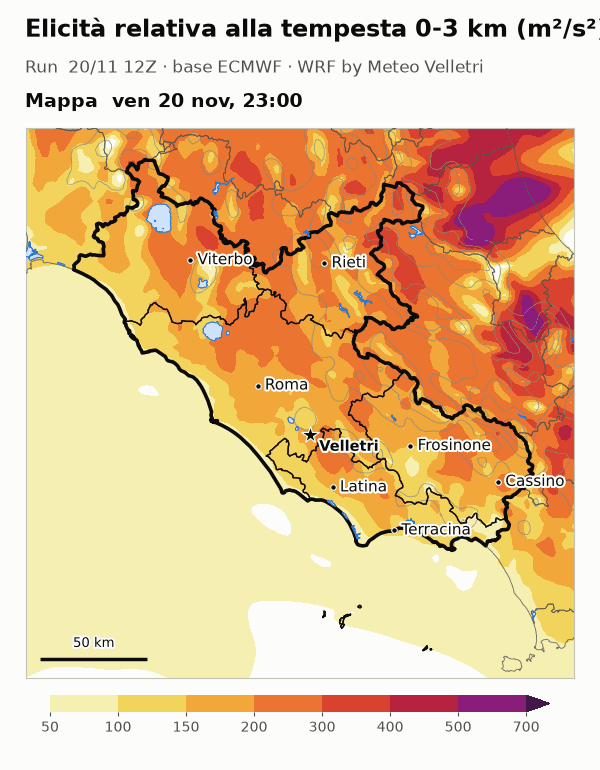 Elicità relativa alla tempesta 0-3 km (m²/s²)
Run  20/11 12Z · base ECMWF · WRF by Meteo Velletri
Mappa  ven 20 nov, 23:00
Viterbo
Rieti
Roma
Velletri
Frosinone
Cassino
Latina
Terracina
50 km
50 100 150 200 300 400 500 700